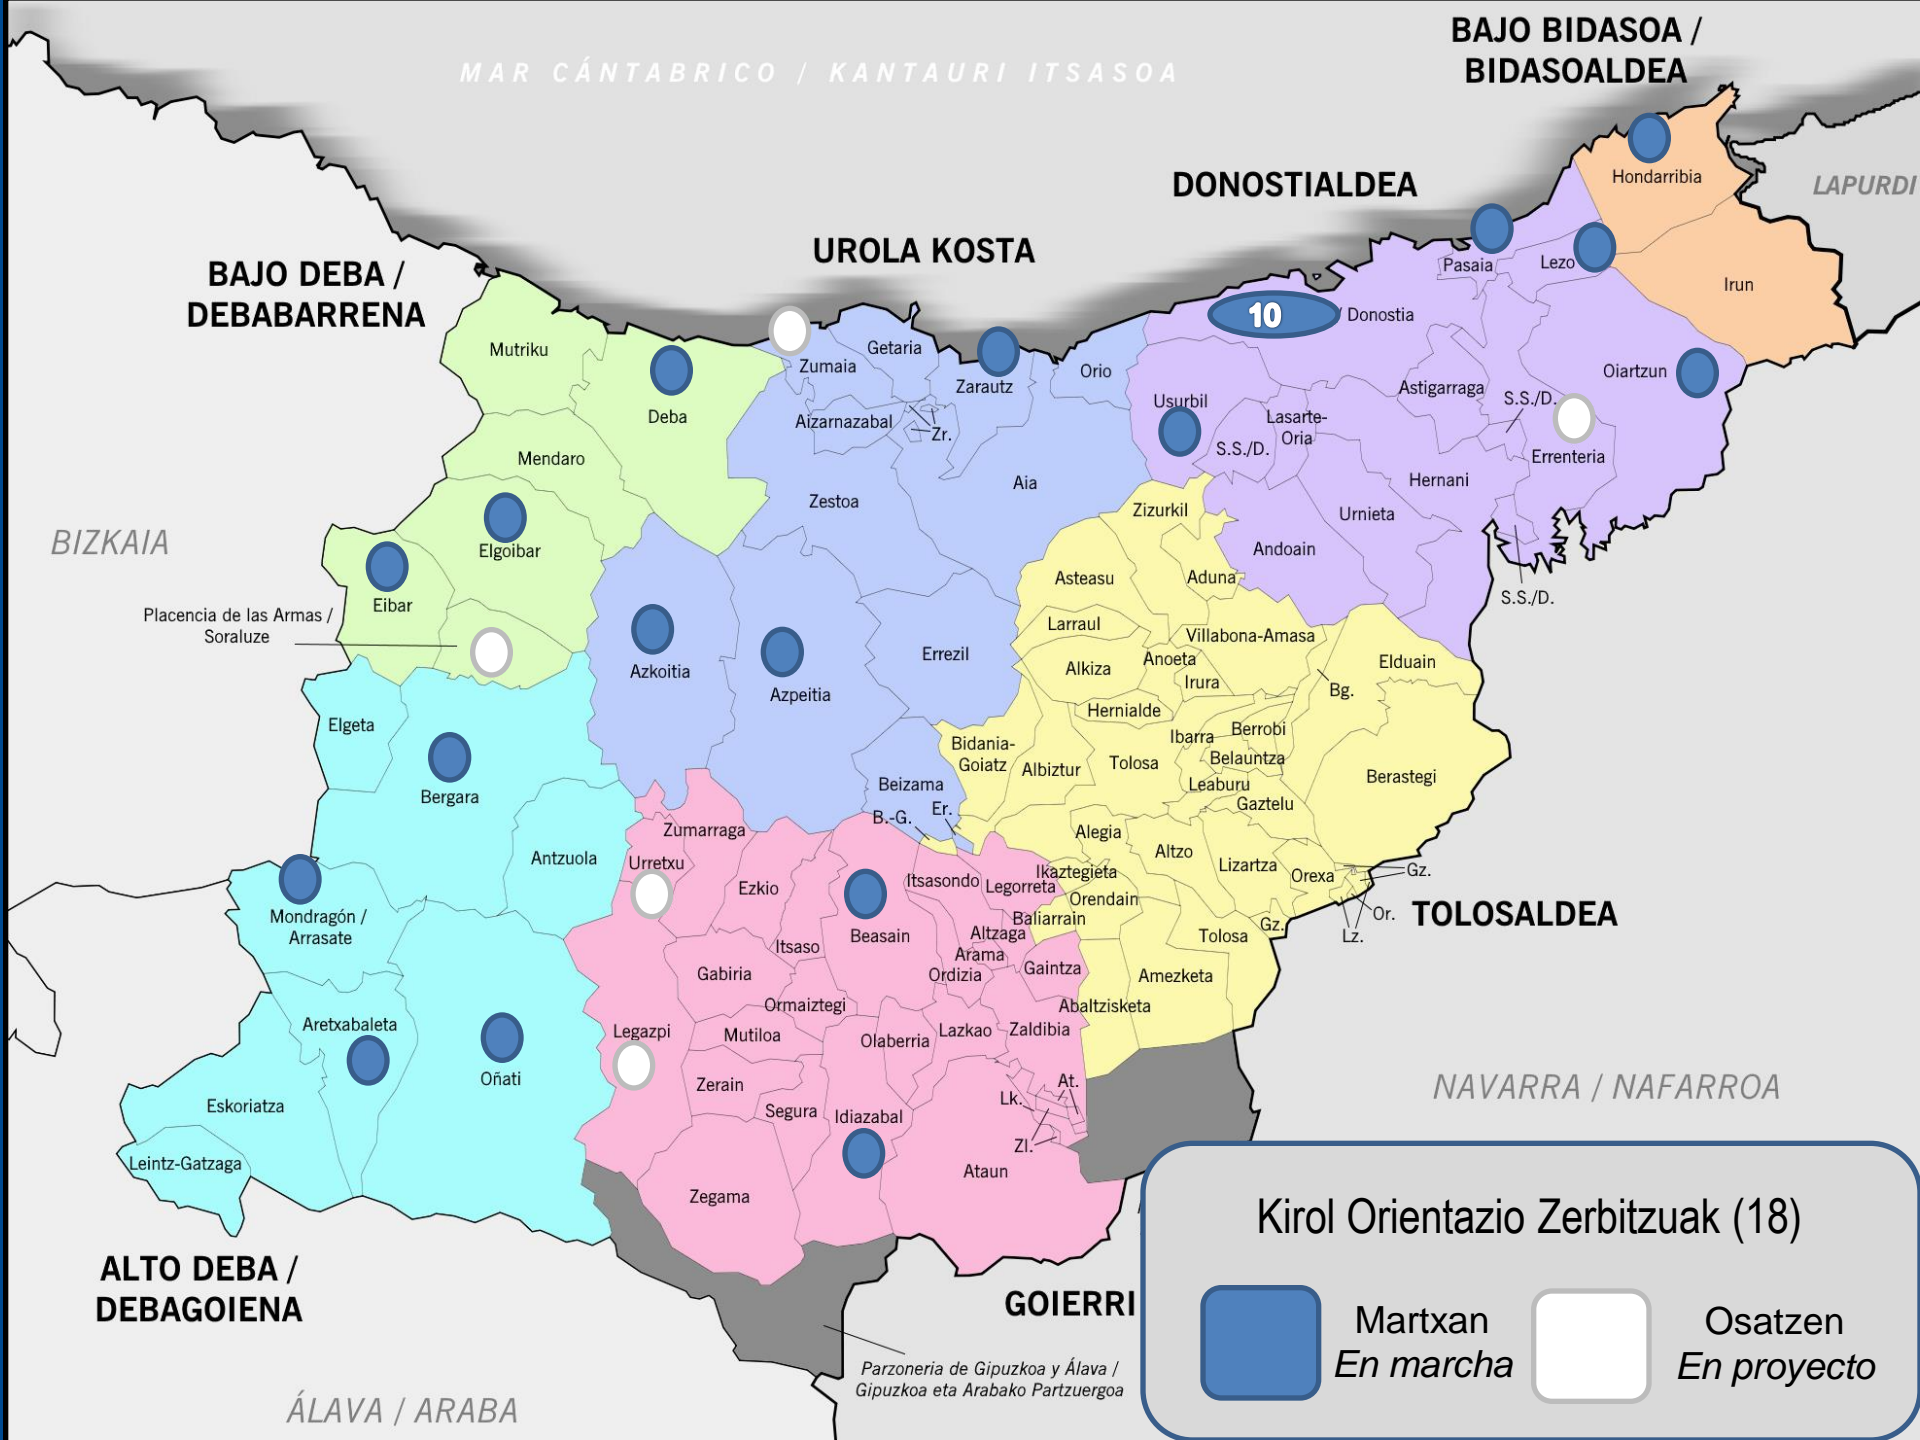 BAJO BIDASOA /
BIDASOALDEA
MAR CÁNTABRICO / KANTAURI ITSASOA
DONOSTIALDEA
Hondarribia
LAPURDI
UROLA KOSTA
BAJO DEBA /
DEBABARRENA
Pasaia
Lezo
Irun
10
/ Donostia
Mutriku
Getaria
Zumaia
Zarautz
Orio
Oiartzun
Deba
Usurbil
Astigarraga
S.S./D.
Aizarnazabal
Zr.
Lasarte-
Oria
S.S./D.
Errenteria
Mendaro
Zestoa
Aia
Hernani
Zizurkil
Urnieta
BIZKAIA
Elgoibar
Andoain
Asteasu
Aduna
Eibar
S.S./D.
Placencia de las Armas /
Soraluze
Larraul
Villabona-Amasa
Errezil
Azkoitia
Azpeitia
Alkiza
Anoeta
Irura
Elduain
Bg.
Hernialde
Elgeta
Bidania-
Goiatz
Ibarra
Berrobi
Belauntza
Albiztur
Tolosa
Berastegi
Bergara
Beizama
Leaburu
Gaztelu
B.-G.
Er.
Zumarraga
Alegia
Altzo
Antzuola
Urretxu
Lizartza
Orexa
Gz.
Ezkio
Itsasondo
Legorreta
Ikaztegieta
Orendain
Or.
TOLOSALDEA
Mondragón /
Arrasate
Baliarrain
Gz.
Lz.
Itsaso
Beasain
Altzaga
Tolosa
Arama
Gabiria
Ordizia
Gaintza
Amezketa
Ormaiztegi
Abaltzisketa
Aretxabaleta
Legazpi
Mutiloa
Olaberria
Lazkao
Zaldibia
Oñati
Zerain
At.
NAVARRA / NAFARROA
Eskoriatza
Segura
Idiazabal
Lk.
Zl.
Leintz-Gatzaga
Ataun
Zegama
Kirol Orientazio Zerbitzuak (18)
ALTO DEBA /
DEBAGOIENA
GOIERRI
Martxan
En marcha
Osatzen
En proyecto
Parzoneria de Gipuzkoa y Álava /
Gipuzkoa eta Arabako Partzuergoa
ÁLAVA / ARABA